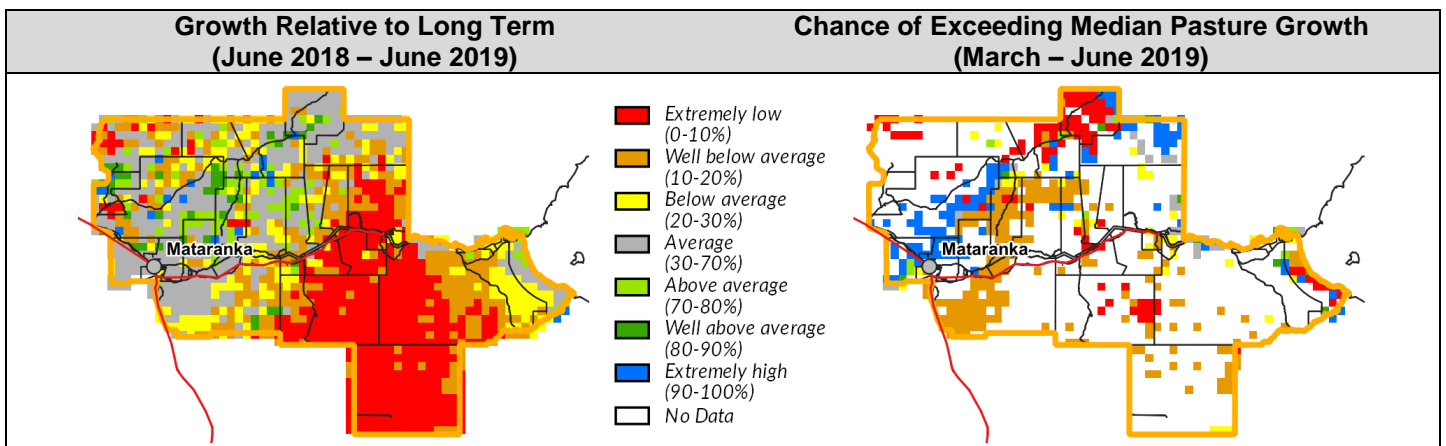 Growth Relative to Long Term
(June 2018 – June 2019)
Chance of Exceeding Median Pasture Growth
(March – June 2019)
Mataranka
Extremely low
(0-10%)
Well below average
(10-20%)
Below average
(20-30%)
Average
(30-70%)
Above average
(70-80%)
Well above average
(80-90%)
Extremely high
(90-100%)
No Data
Mataranka